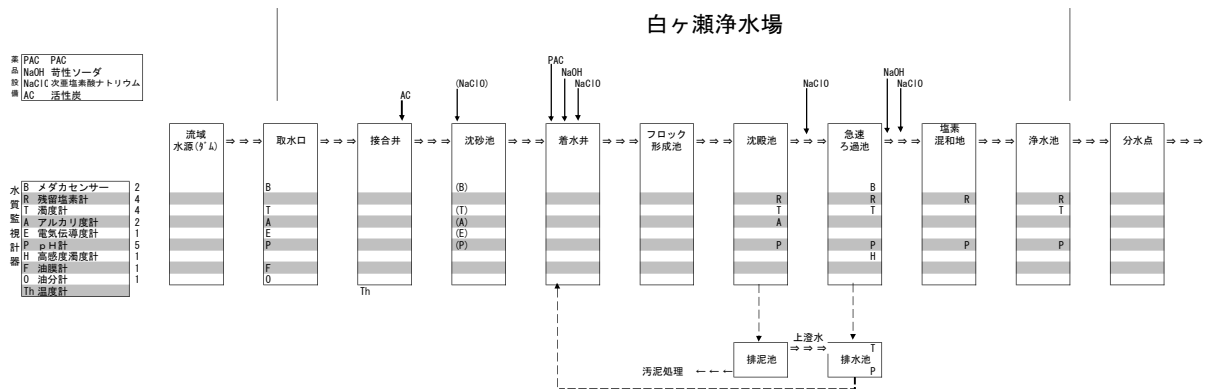 白ヶ瀬浄水場
薬品設備
PAC PAC
NaOH 苛性ソーダ
NaClO 次亜塩素酸ナトリウム
AC 活性炭
AC
(NaClO)
PAC
NaOH
NaClO
NaClO
NaOH
NaClO
流域
水源(ダム)
⇒⇒⇒
取水口
⇒⇒⇒
接合井
⇒⇒⇒
沈砂池
⇒⇒⇒
着水井
⇒⇒⇒
フロック
形成池
⇒⇒⇒
沈殿池
⇒⇒⇒
急速
ろ過池
⇒⇒⇒
塩素
混和地
⇒⇒⇒
浄水池
⇒⇒⇒
分水点
⇒⇒⇒
水質監視計器
B メダカセンサー 2 B (B) B
R 残留塩素計 4 R R R R
T 濁度計 4 T (T) T T T
A アルカリ度計 2 A (A) A
E 電気伝導度計 1 E (E)
P pH計 5 P (P) P P P P
H 高感度濁度計 1 H
F 油膜計 1 F
O 油分計 1 O
Th 温度計 Th
排泥池
上澄水
⇒⇒⇒
排水池
T
P
汚泥処理 ←←←